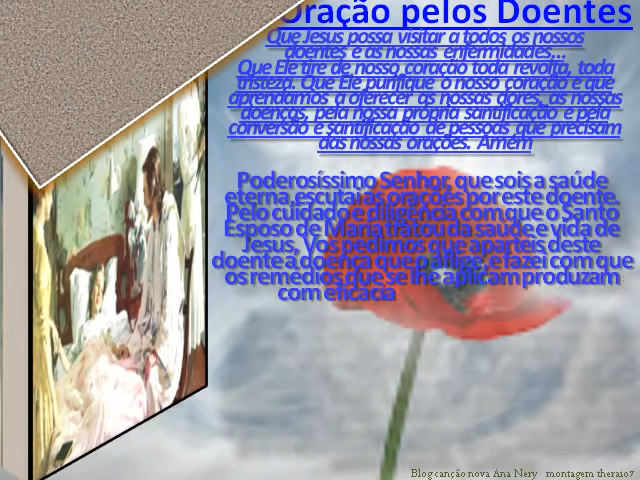 Oração pelos Doentes
Que Jesus possa visitar a todos os nossos
doentes e as nossas enfermidades...
Que Ele tire de nosso coração toda revolta, toda
tristeza. Que Ele purifique o nosso coração e que
aprendamos a oferecer as nossas dores, as nossas
doenças, pela nossa própria santificação e pela
conversão e santificação de pessoas que precisam
das nossas orações. Amém
Poderosíssimo Senhor, que sois a saúde
eterna, escutai as orações por este doente.
Pelo cuidado e diligência com que o Santo
Esposo de Maria tratou da saúde e vida de
Jesus, Vos pedimos que aparteis deste
doente a doença que o aflige, e fazei com que
os remédios que se lhe aplicam produzam
com eficácia
Blog canção nova Ana Nery montagem theraio7